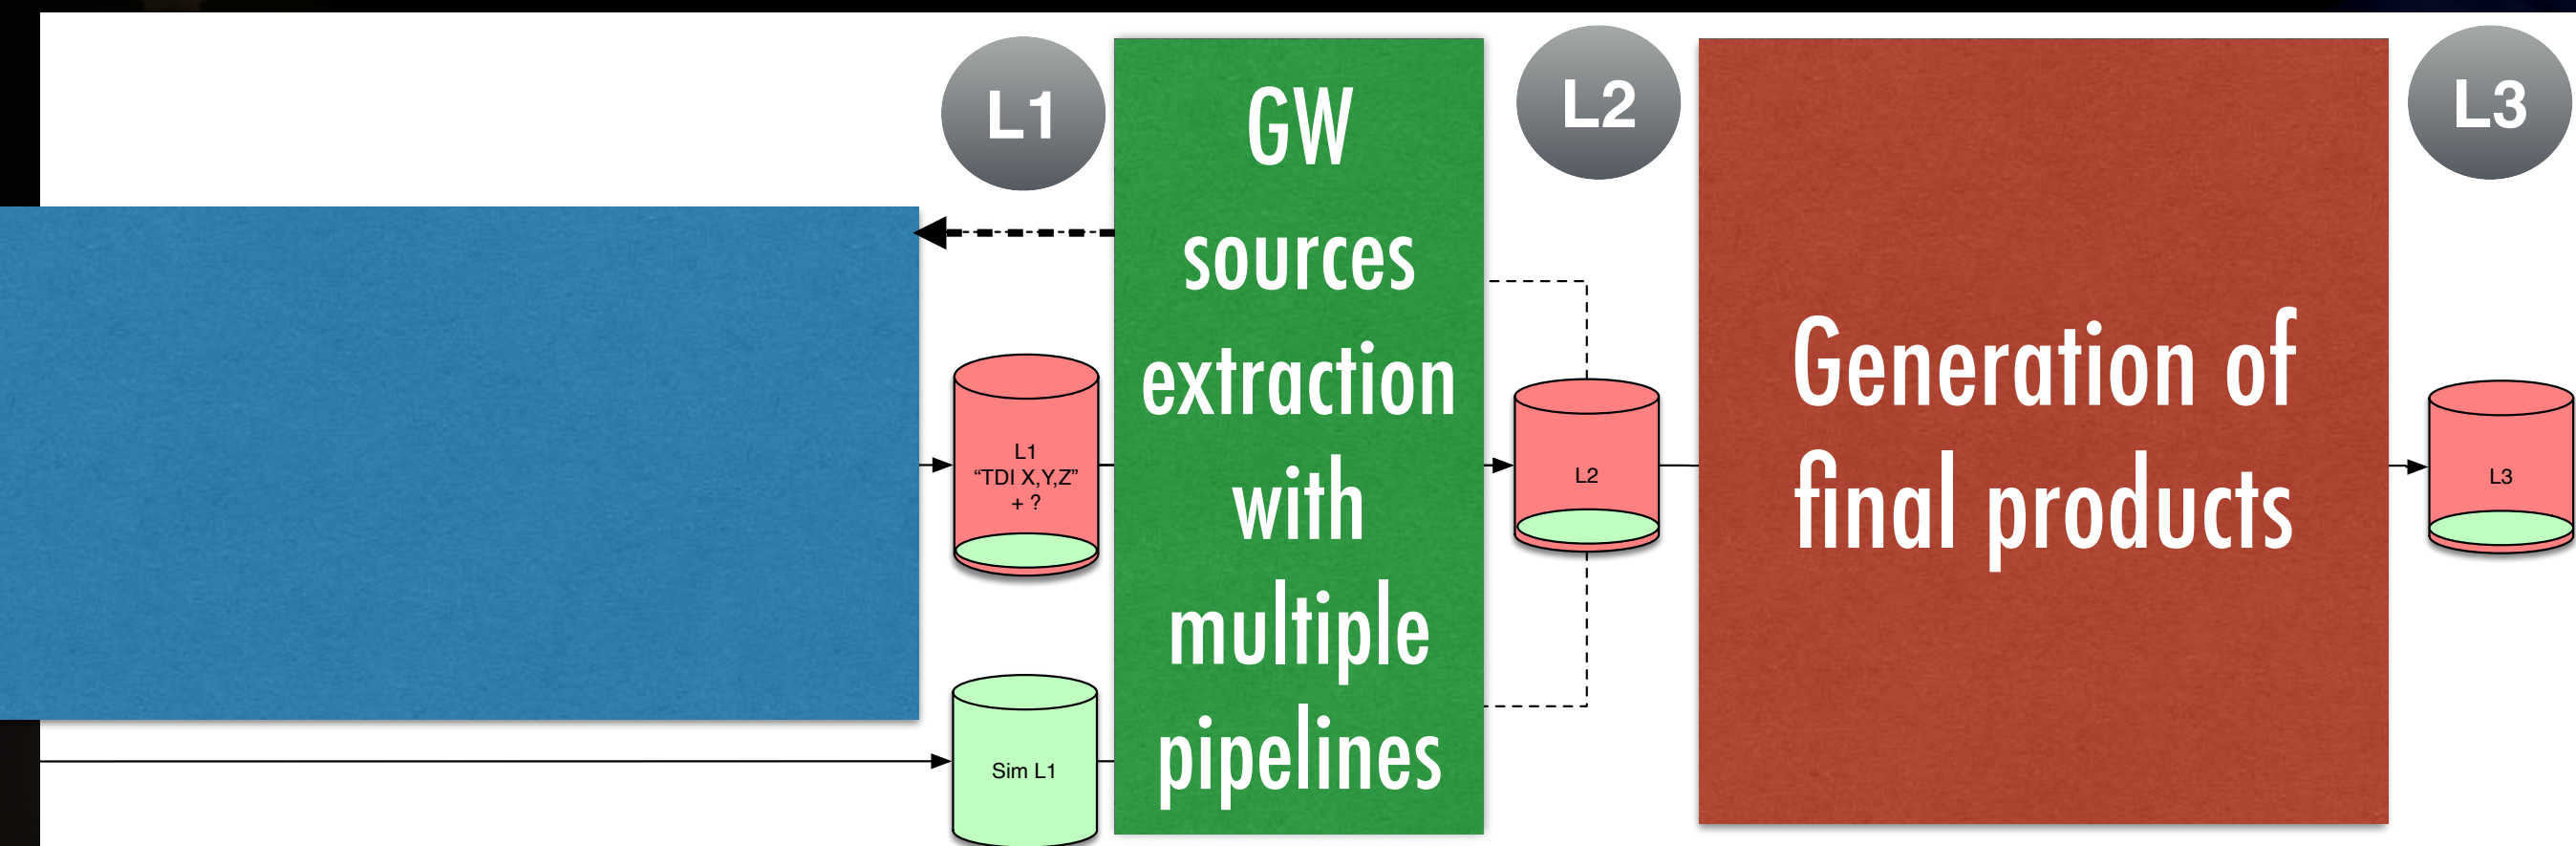 L1
GW
sources
extraction
with
multiple
pipelines
L2
Generation of
final products
L3
L1
“TDI X,Y,Z”
+ ?
L2
L3
Sim L1